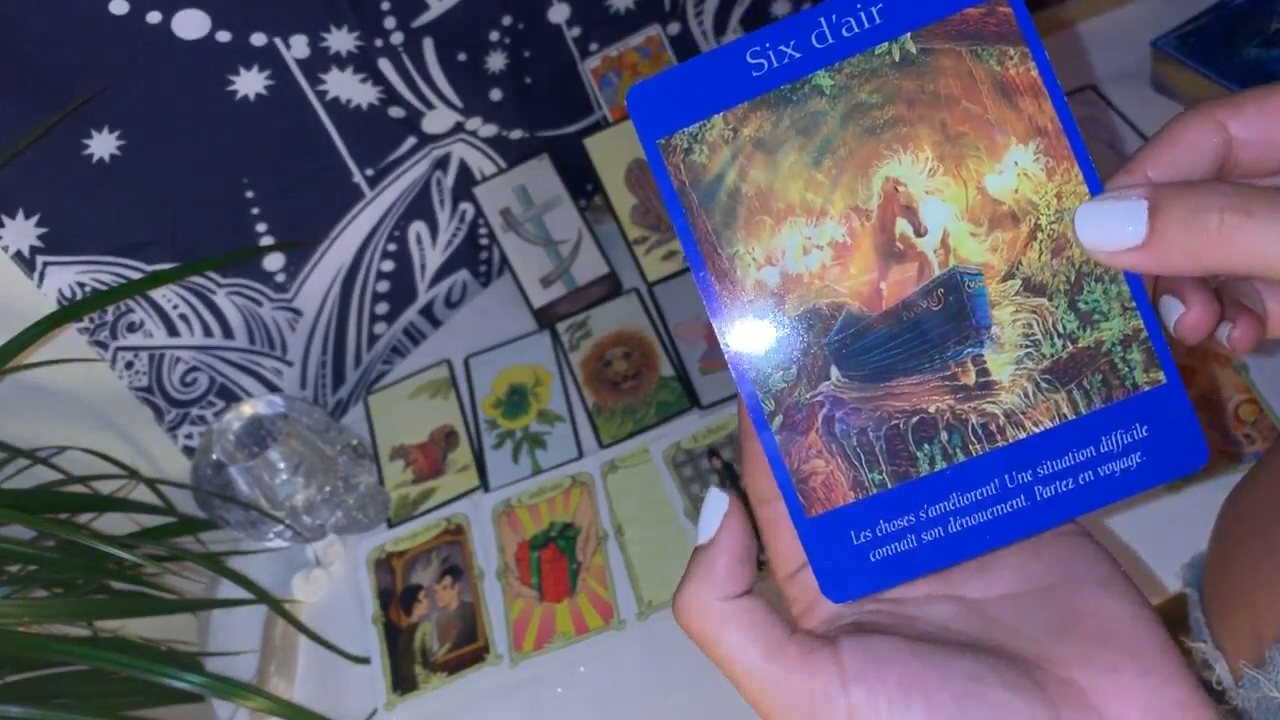 Six d'air
Les choses s'améliorent! Une situation difficile
connaît son dénouement. Partez en voyage.